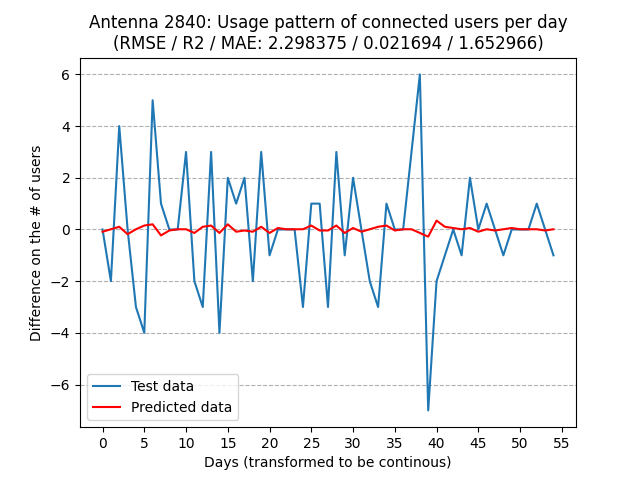 Antenna 2840: Usage pattern of connected users per day
(RMSE / R2 / MAE: 2.298375 / 0.021694 / 1.652966)
Difference on the # of users
6
4
2
0
−2
−4
−6
Test data
Predicted data
0 5 10 15 20 25 30 35 40 45 50 55
Days (transformed to be continous)